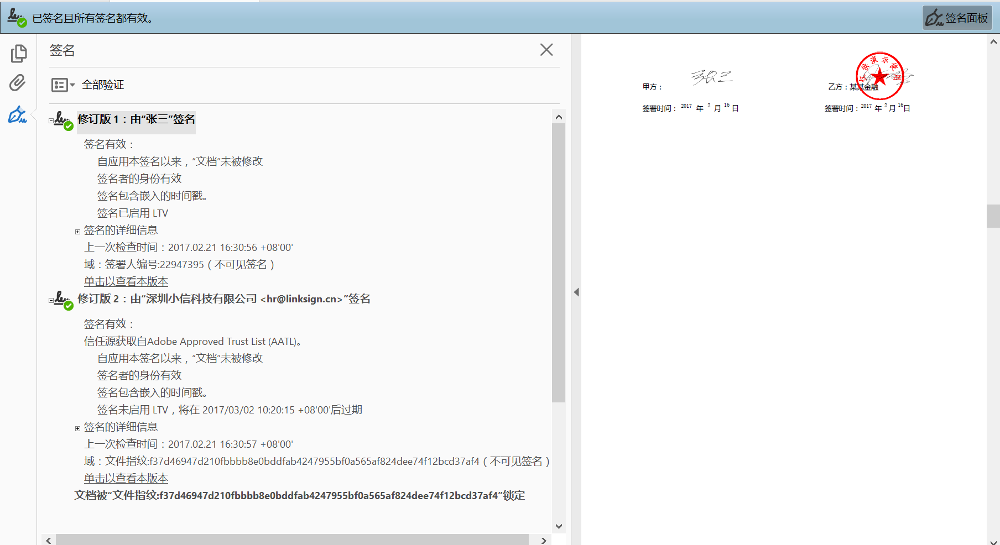 已签名且所有签名都有效。
签名面板
签名
全部验证
修订版 1：由“张三”签名
签名有效：
自应用本签名以来，“文档”未被修改
签名者的身份有效
签名包含嵌入的时间戳。
签名已启用 LTV
签名的详细信息
上一次检查时间：2017.02.21 16:30:56 +08'00'
域：签署人编号:22947395（不可见签名）
单击以查看本版本
修订版 2：由“深圳小信科技有限公司 <hr@linksign.cn>”签名
签名有效：
信任源获取自Adobe Approved Trust List (AATL)。
自应用本签名以来，“文档”未被修改
签名者的身份有效
签名包含嵌入的时间戳。
签名未启用 LTV，将在 2017/03/02 10:20:15 +08'00'后过期
签名的详细信息
上一次检查时间：2017.02.21 16:30:57 +08'00'
域：文件指纹:f37d46947d210fbbbb8e0bddfab4247955bf0a565af824dee74f12bcd37af4（不可见签名）
单击以查看本版本
文档被“文件指纹:f37d46947d210fbbbb8e0bddfab4247955bf0a565af824dee74f12bcd37af4”锁定
甲方： 张三
签署时间： 2017 年 2 月 16 日
仅供演示使用
乙方：某某金融
签署时间：2017 年 2 月 16 日